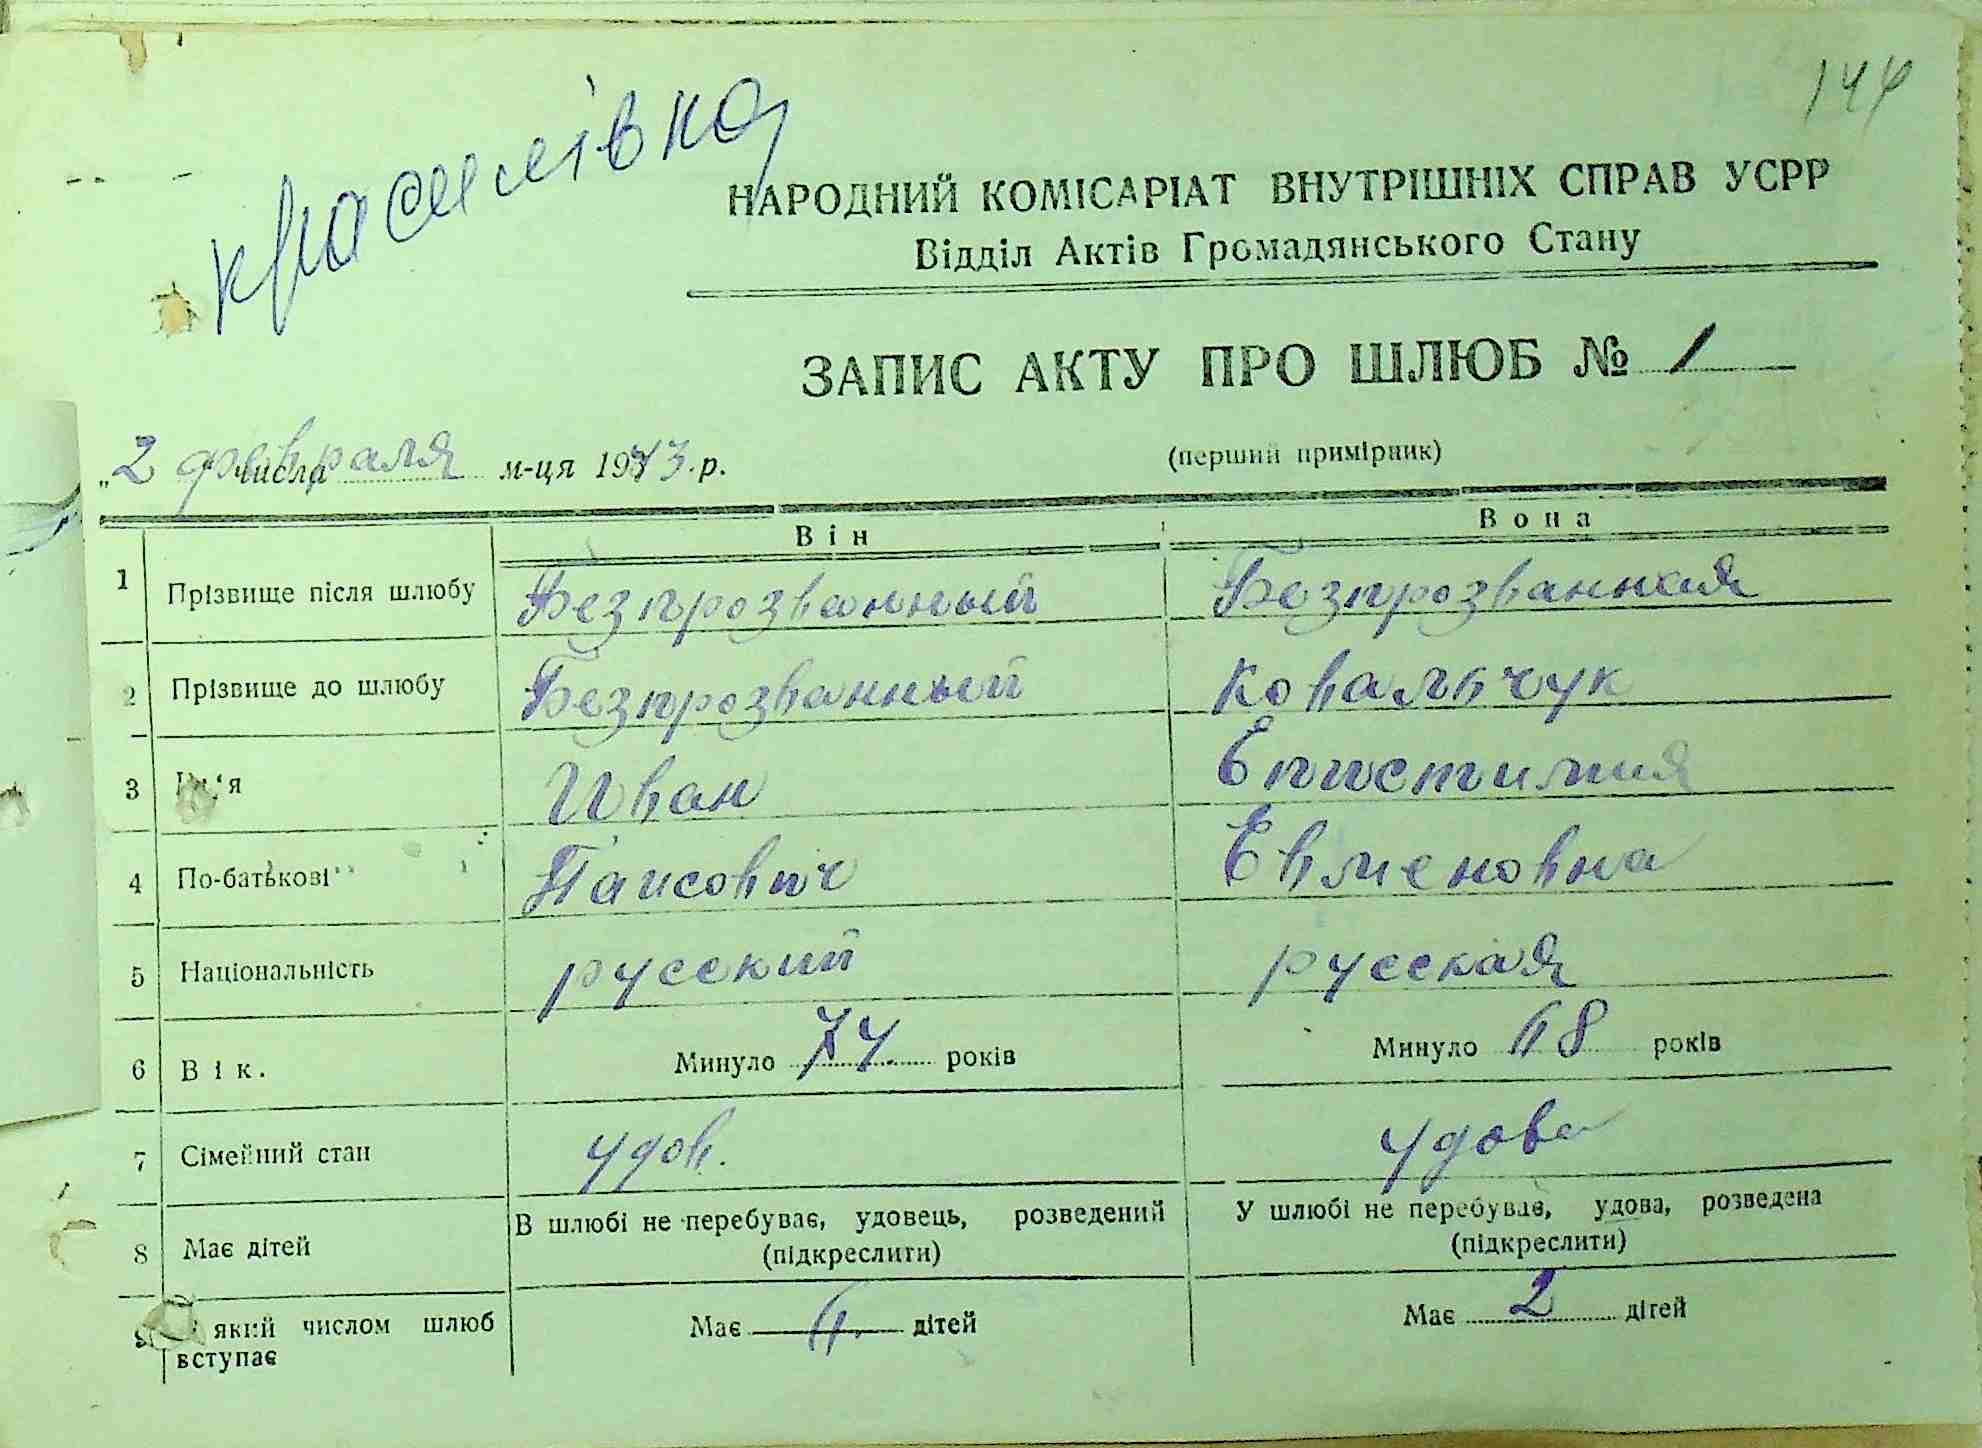 144
Красилівка
НАРОДНИЙ КОМІСАРІАТ ВНУТРІШНІХ СПРАВ УСРР
Відділ Актів Громадянського Стану
ЗАПИС АКТУ ПРО ШЛЮБ № 1
„2 февраля числа м-ця 1943 р.
(перший примірник)
Він Вона
1 Прізвище після шлюбу Безпрозванный Безпрозванная
2 Прізвище до шлюбу Безпрозванный Ковальчук
3 Ім'я Иван Епистимия
4 По-батькові Паисович Евменовна
5 Національність русский русская
6 Вік. Минуло 74 років Минуло 68 років
7 Сімейний стан удов. удова
8 Має дітей В шлюбі не перебуває, удовець, розведений (підкреслити) У шлюбі не перебуває, удова, розведена (підкреслити)
9 який числом шлюб вступає Має дітей Має 2 дітей